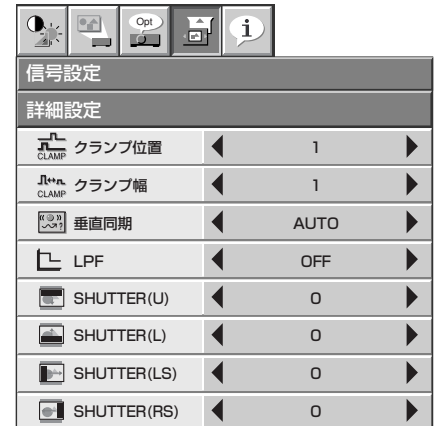 Opt
i
信号設定
詳細設定
CLAMP クランプ位置 1
CLAMP クランプ幅 1
垂直同期 AUTO
LPF OFF
SHUTTER(U) 0
SHUTTER(L) 0
SHUTTER(LS) 0
SHUTTER(RS) 0